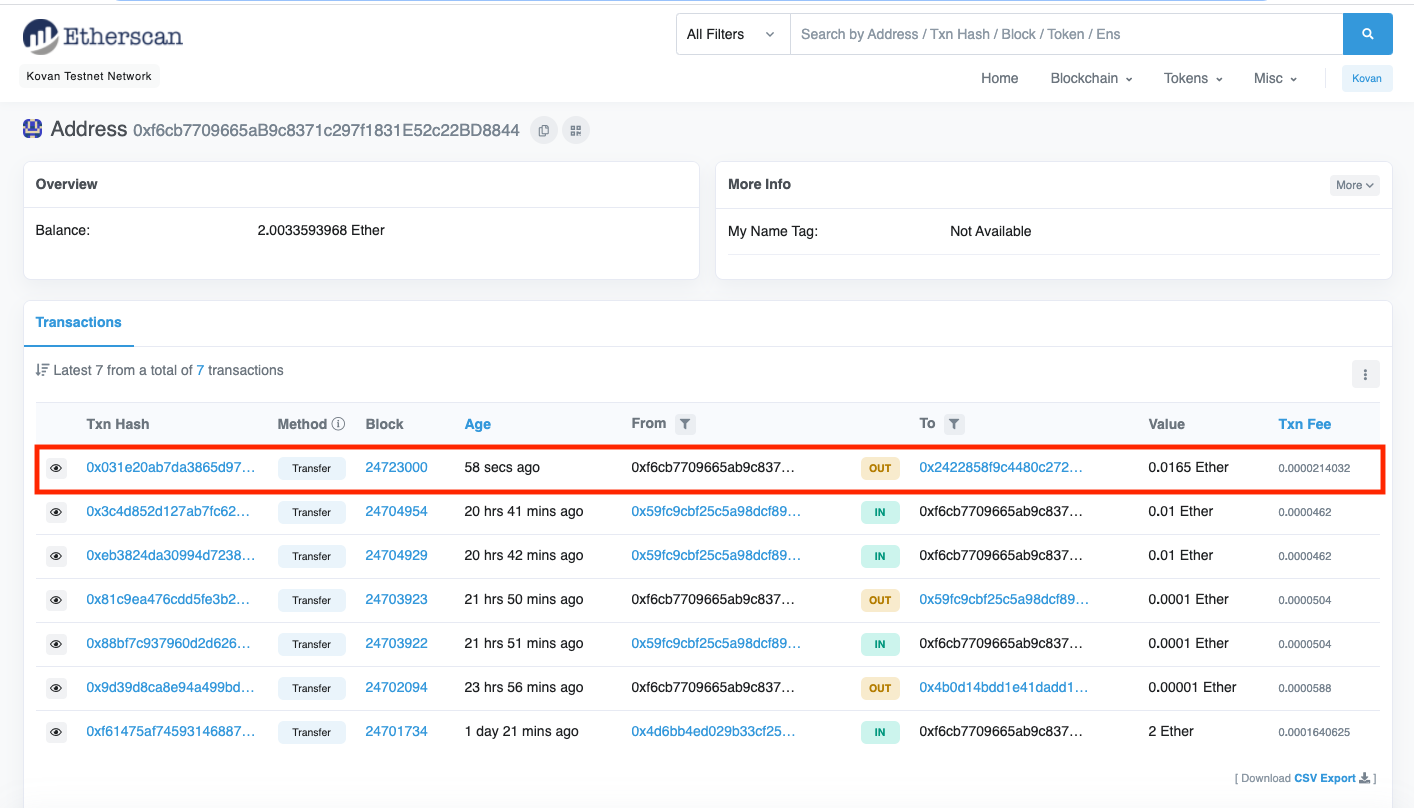 Etherscan
All Filters Search by Address / Txn Hash / Block / Token / Ens
Kovan Testnet Network
Home Blockchain Tokens Misc Kovan
Address 0xf6cb7709665aB9c8371c297f1831E52c22BD8844
Overview
Balance: 2.0033593968 Ether
More Info More
My Name Tag: Not Available
Transactions
Latest 7 from a total of 7 transactions
Txn Hash Method Block Age From To Value Txn Fee
0x031e20ab7da3865d97... Transfer 24723000 58 secs ago 0xf6cb7709665ab9c837... OUT 0x2422858f9c4480c272... 0.0165 Ether 0.0000214032
0x3c4d852d127ab7fc62... Transfer 24704954 20 hrs 41 mins ago 0x59fc9cbf25c5a98dcf89... IN 0xf6cb7709665ab9c837... 0.01 Ether 0.0000462
0xeb3824da30994d7238... Transfer 24704929 20 hrs 42 mins ago 0x59fc9cbf25c5a98dcf89... IN 0xf6cb7709665ab9c837... 0.01 Ether 0.0000462
0x81c9ea476cdd5fe3b2... Transfer 24703923 21 hrs 50 mins ago 0xf6cb7709665ab9c837... OUT 0x59fc9cbf25c5a98dcf89... 0.0001 Ether 0.0000504
0x88bf7c937960d2d626... Transfer 24703922 21 hrs 51 mins ago 0x59fc9cbf25c5a98dcf89... IN 0xf6cb7709665ab9c837... 0.0001 Ether 0.0000504
0x9d39d8ca8e94a499bd... Transfer 24702094 23 hrs 56 mins ago 0xf6cb7709665ab9c837... OUT 0x4b0d14bdd1e41dadd1... 0.00001 Ether 0.0000588
0xf61475af74593146887... Transfer 24701734 1 day 21 mins ago 0x4d6bb4ed029b33cf25... IN 0xf6cb7709665ab9c837... 2 Ether 0.0001640625
[ Download CSV Export ]